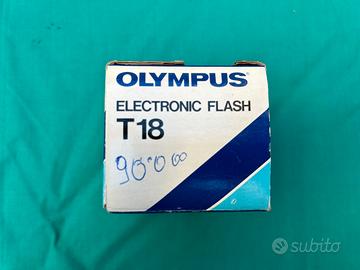 OLYMPUS
ELECTRONIC FLASH
T18
90.000
subito